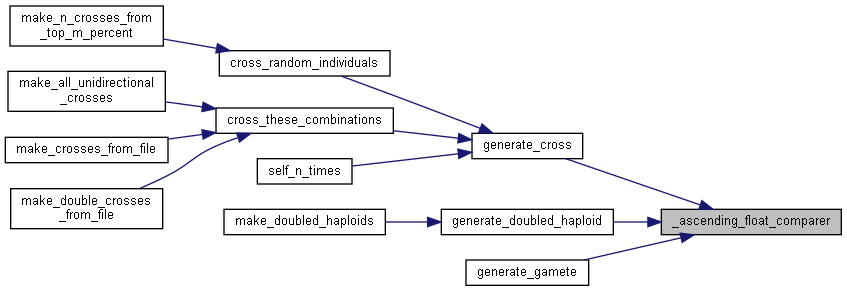 make_n_crosses_from
_top_m_percent
cross_random_individuals
make_all_unidirectional
_crosses
cross_these_combinations
make_crosses_from_file
generate_cross
self_n_times
make_double_crosses
_from_file
make_doubled_haploids
generate_doubled_haploid
_ascending_float_comparer
generate_gamete